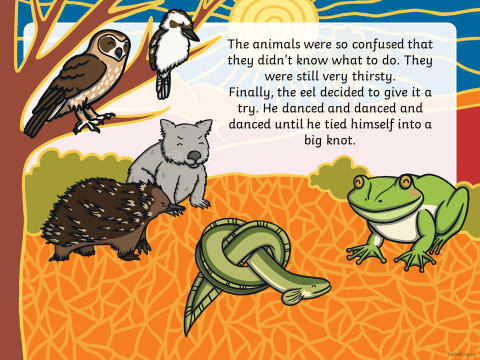 The animals were so confused that
they didn't know what to do. They
were still very thirsty.
Finally, the eel decided to give it a
try. He danced and danced and
danced until he tied himself into a
big knot.